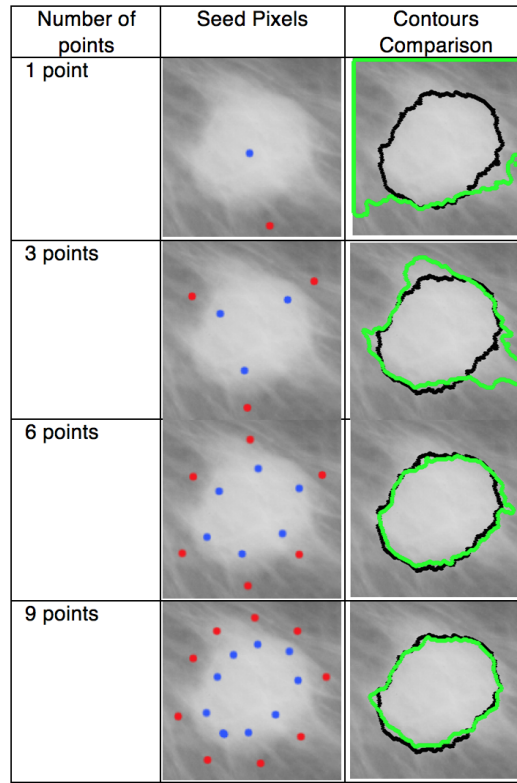 Number of
points
Seed Pixels
Contours
Comparison
1 point
3 points
6 points
9 points